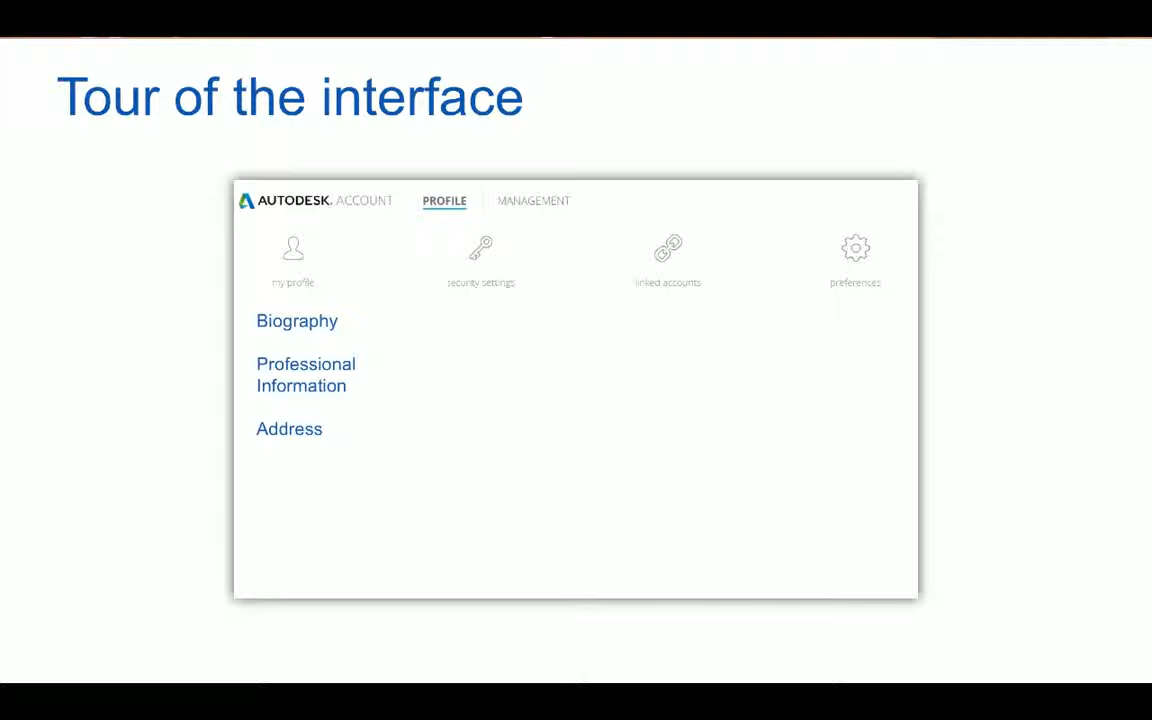 Tour of the interface
AUTODESK. ACCOUNT PROFILE MANAGEMENT
my profile security settings linked accounts preferences
Biography
Professional
Information
Address